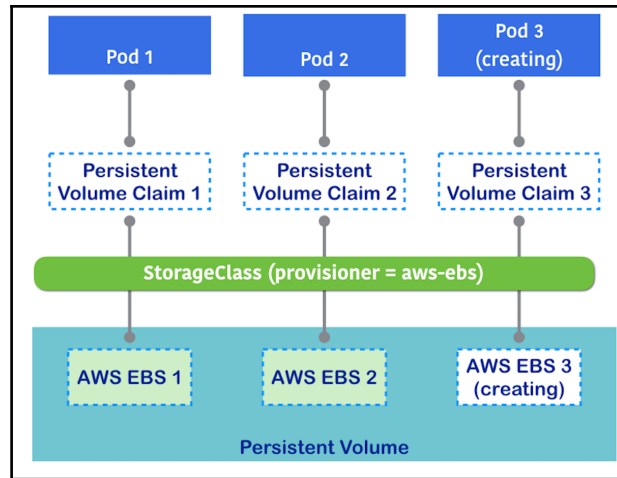 Pod 1
Pod 2
Pod 3
(creating)
Persistent
Volume Claim 1
Persistent
Volume Claim 2
Persistent
Volume Claim 3
StorageClass (provisioner = aws-ebs)
AWS EBS 1
AWS EBS 2
AWS EBS 3
(creating)
Persistent Volume